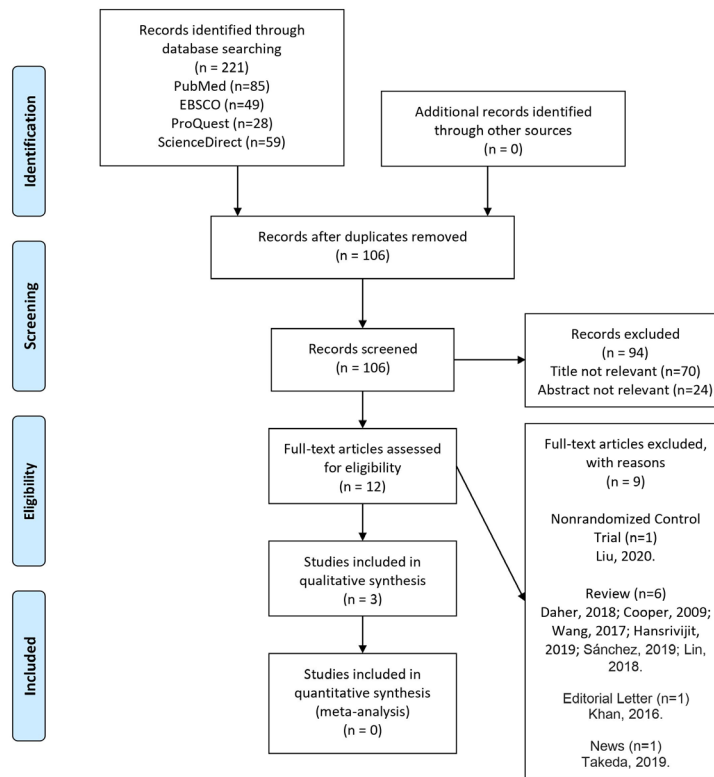 Identification
Records identified through
database searching
(n = 221)
PubMed (n=85)
EBSCO (n=49)
ProQuest (n=28)
ScienceDirect (n=59)
Additional records identified
through other sources
(n = 0)
Records after duplicates removed
(n = 106)
Screening
Records screened
(n = 106)
Records excluded
(n = 94)
Title not relevant (n=70)
Abstract not relevant (n=24)
Eligibility
Full-text articles assessed
for eligibility
(n = 12)
Full-text articles excluded,
with reasons
(n = 9)
Nonrandomized Control
Trial (n=1)
Liu, 2020.
Review (n=6)
Daher, 2018; Cooper, 2009;
Wang, 2017; Hansrivijit,
2019; Sánchez, 2019; Lin,
2018.
Editorial Letter (n=1)
Khan, 2016.
News (n=1)
Takeda, 2019.
Studies included in
qualitative synthesis
(n = 3)
Included
Studies included in
quantitative synthesis
(meta-analysis)
(n = 0)